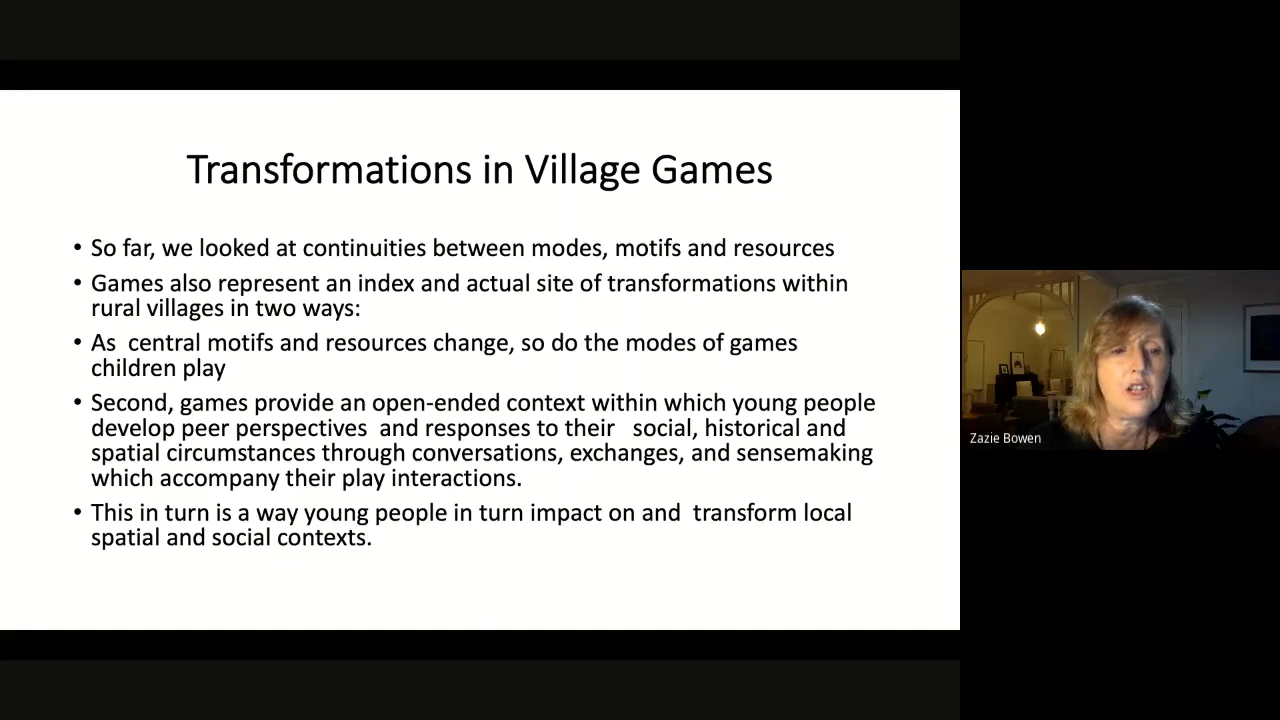 Transformations in Village Games
• So far, we looked at continuities between modes, motifs and resources
• Games also represent an index and actual site of transformations within
rural villages in two ways:
• As  central motifs and resources change, so do the modes of games
children play
• Second, games provide an open-ended context within which young people
develop peer perspectives  and responses to their   social, historical and
spatial circumstances through conversations, exchanges, and sensemaking
which accompany their play interactions.
• This in turn is a way young people in turn impact on and  transform local
spatial and social contexts.
Zazie Bowen